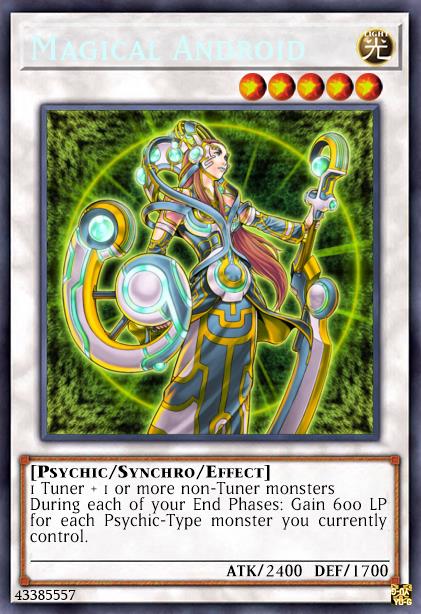 Magical Android
LIGHT
光
[Psychic/Synchro/Effect]
1 Tuner + 1 or more non-Tuner monsters
During each of your End Phases: Gain 600 LP
for each Psychic-Type monster you currently
control.
ATK/2400 DEF/1700
43385557